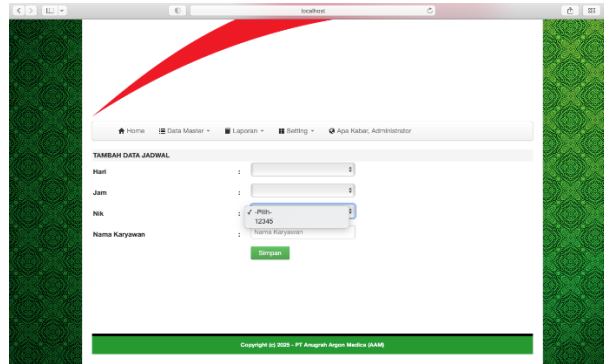 localhost
Home Data Master Laporan Setting Apa Kabar, Administrator
TAMBAH DATA JADWAL
Hari :
Jam :
Nik : ✓ -Pilih-
12345
Nama Karyawan : Nama Karyawan
Simpan
Copyright (c) 2025 - PT Anugrah Argon Medica (AAM)